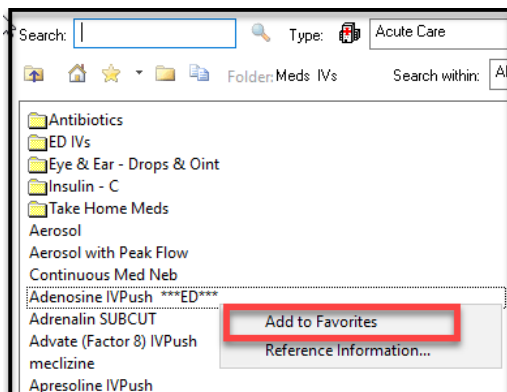 Search: Type: Acute Care
Folder: Meds IVs Search within:
Antibiotics
ED IVs
Eye & Ear - Drops & Oint
Insulin - C
Take Home Meds
Aerosol
Aerosol with Peak Flow
Continuous Med Neb
Adenosine IVPush ***ED***
Adrenalin SUBCUT Add to Favorites
Advate (Factor 8) IVPush Reference Information...
meclizine
Apresoline IVPush